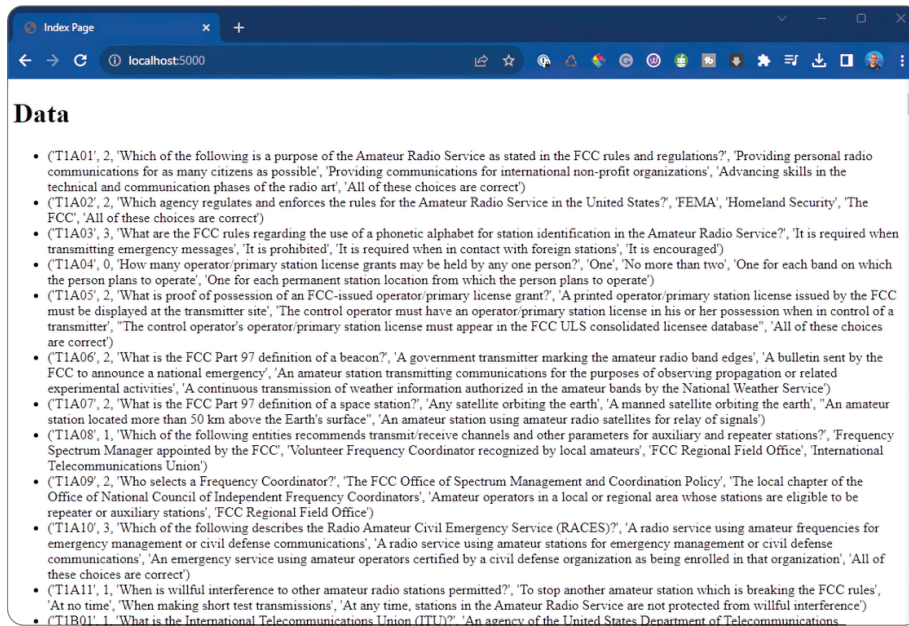 Index Page
localhost:5000
Data
• ('T1A01', 2, 'Which of the following is a purpose of the Amateur Radio Service as stated in the FCC rules and regulations?', 'Providing personal radio
communications for as many citizens as possible', 'Providing communications for international non-profit organizations', 'Advancing skills in the
technical and communication phases of the radio art', 'All of these choices are correct')
• ('T1A02', 2, 'Which agency regulates and enforces the rules for the Amateur Radio Service in the United States?', 'FEMA', 'Homeland Security', 'The
FCC', 'All of these choices are correct')
• ('T1A03', 3, 'What are the FCC rules regarding the use of a phonetic alphabet for station identification in the Amateur Radio Service?', 'It is required when
transmitting emergency messages', 'It is prohibited', 'It is required when in contact with foreign stations', 'It is encouraged')
• ('T1A04', 0, 'How many operator/primary station license grants may be held by any one person?', 'One', 'No more than two', 'One for each band on which
the person plans to operate', 'One for each permanent station location from which the person plans to operate')
• ('T1A05', 2, 'What is proof of possession of an FCC-issued operator/primary license grant?', 'A printed operator/primary station license issued by the FCC
must be displayed at the transmitter site', 'The control operator must have an operator/primary station license in his or her possession when in control of a
transmitter', "The control operator's operator/primary station license must appear in the FCC ULS consolidated licensee database", 'All of these choices
are correct')
• ('T1A06', 2, 'What is the FCC Part 97 definition of a beacon?', 'A government transmitter marking the amateur radio band edges', 'A bulletin sent by the
FCC to announce a national emergency', 'An amateur station transmitting communications for the purposes of observing propagation or related
experimental activities', 'A continuous transmission of weather information authorized in the amateur bands by the National Weather Service')
• ('T1A07', 2, 'What is the FCC Part 97 definition of a space station?', 'Any satellite orbiting the earth', 'A manned satellite orbiting the earth', "An amateur
station located more than 50 km above the Earth's surface", 'An amateur station using amateur radio satellites for relay of signals')
• ('T1A08', 1, 'Which of the following entities recommends transmit/receive channels and other parameters for auxiliary and repeater stations?', 'Frequency
Spectrum Manager appointed by the FCC', 'Volunteer Frequency Coordinator recognized by local amateurs', 'FCC Regional Field Office', 'International
Telecommunications Union')
• ('T1A09', 2, 'Who selects a Frequency Coordinator?', 'The FCC Office of Spectrum Management and Coordination Policy', 'The local chapter of the
Office of National Council of Independent Frequency Coordinators', 'Amateur operators in a local or regional area whose stations are eligible to be
repeater or auxiliary stations', 'FCC Regional Field Office')
• ('T1A10', 3, 'Which of the following describes the Radio Amateur Civil Emergency Service (RACES)?', 'A radio service using amateur frequencies for
emergency management or civil defense communications', 'A radio service using amateur stations for emergency management or civil defense
communications', 'An emergency service using amateur operators certified by a civil defense organization as being enrolled in that organization', 'All of
these choices are correct')
• ('T1A11', 1, 'When is willful interference to other amateur radio stations permitted?', 'To stop another amateur station which is breaking the FCC rules',
'At no time', 'When making short test transmissions', 'At any time, stations in the Amateur Radio Service are not protected from willful interference')
• ('T1B01', 1, 'What is the International Telecommunications Union (ITU)?', 'An agency of the United States Department of Telecommunications